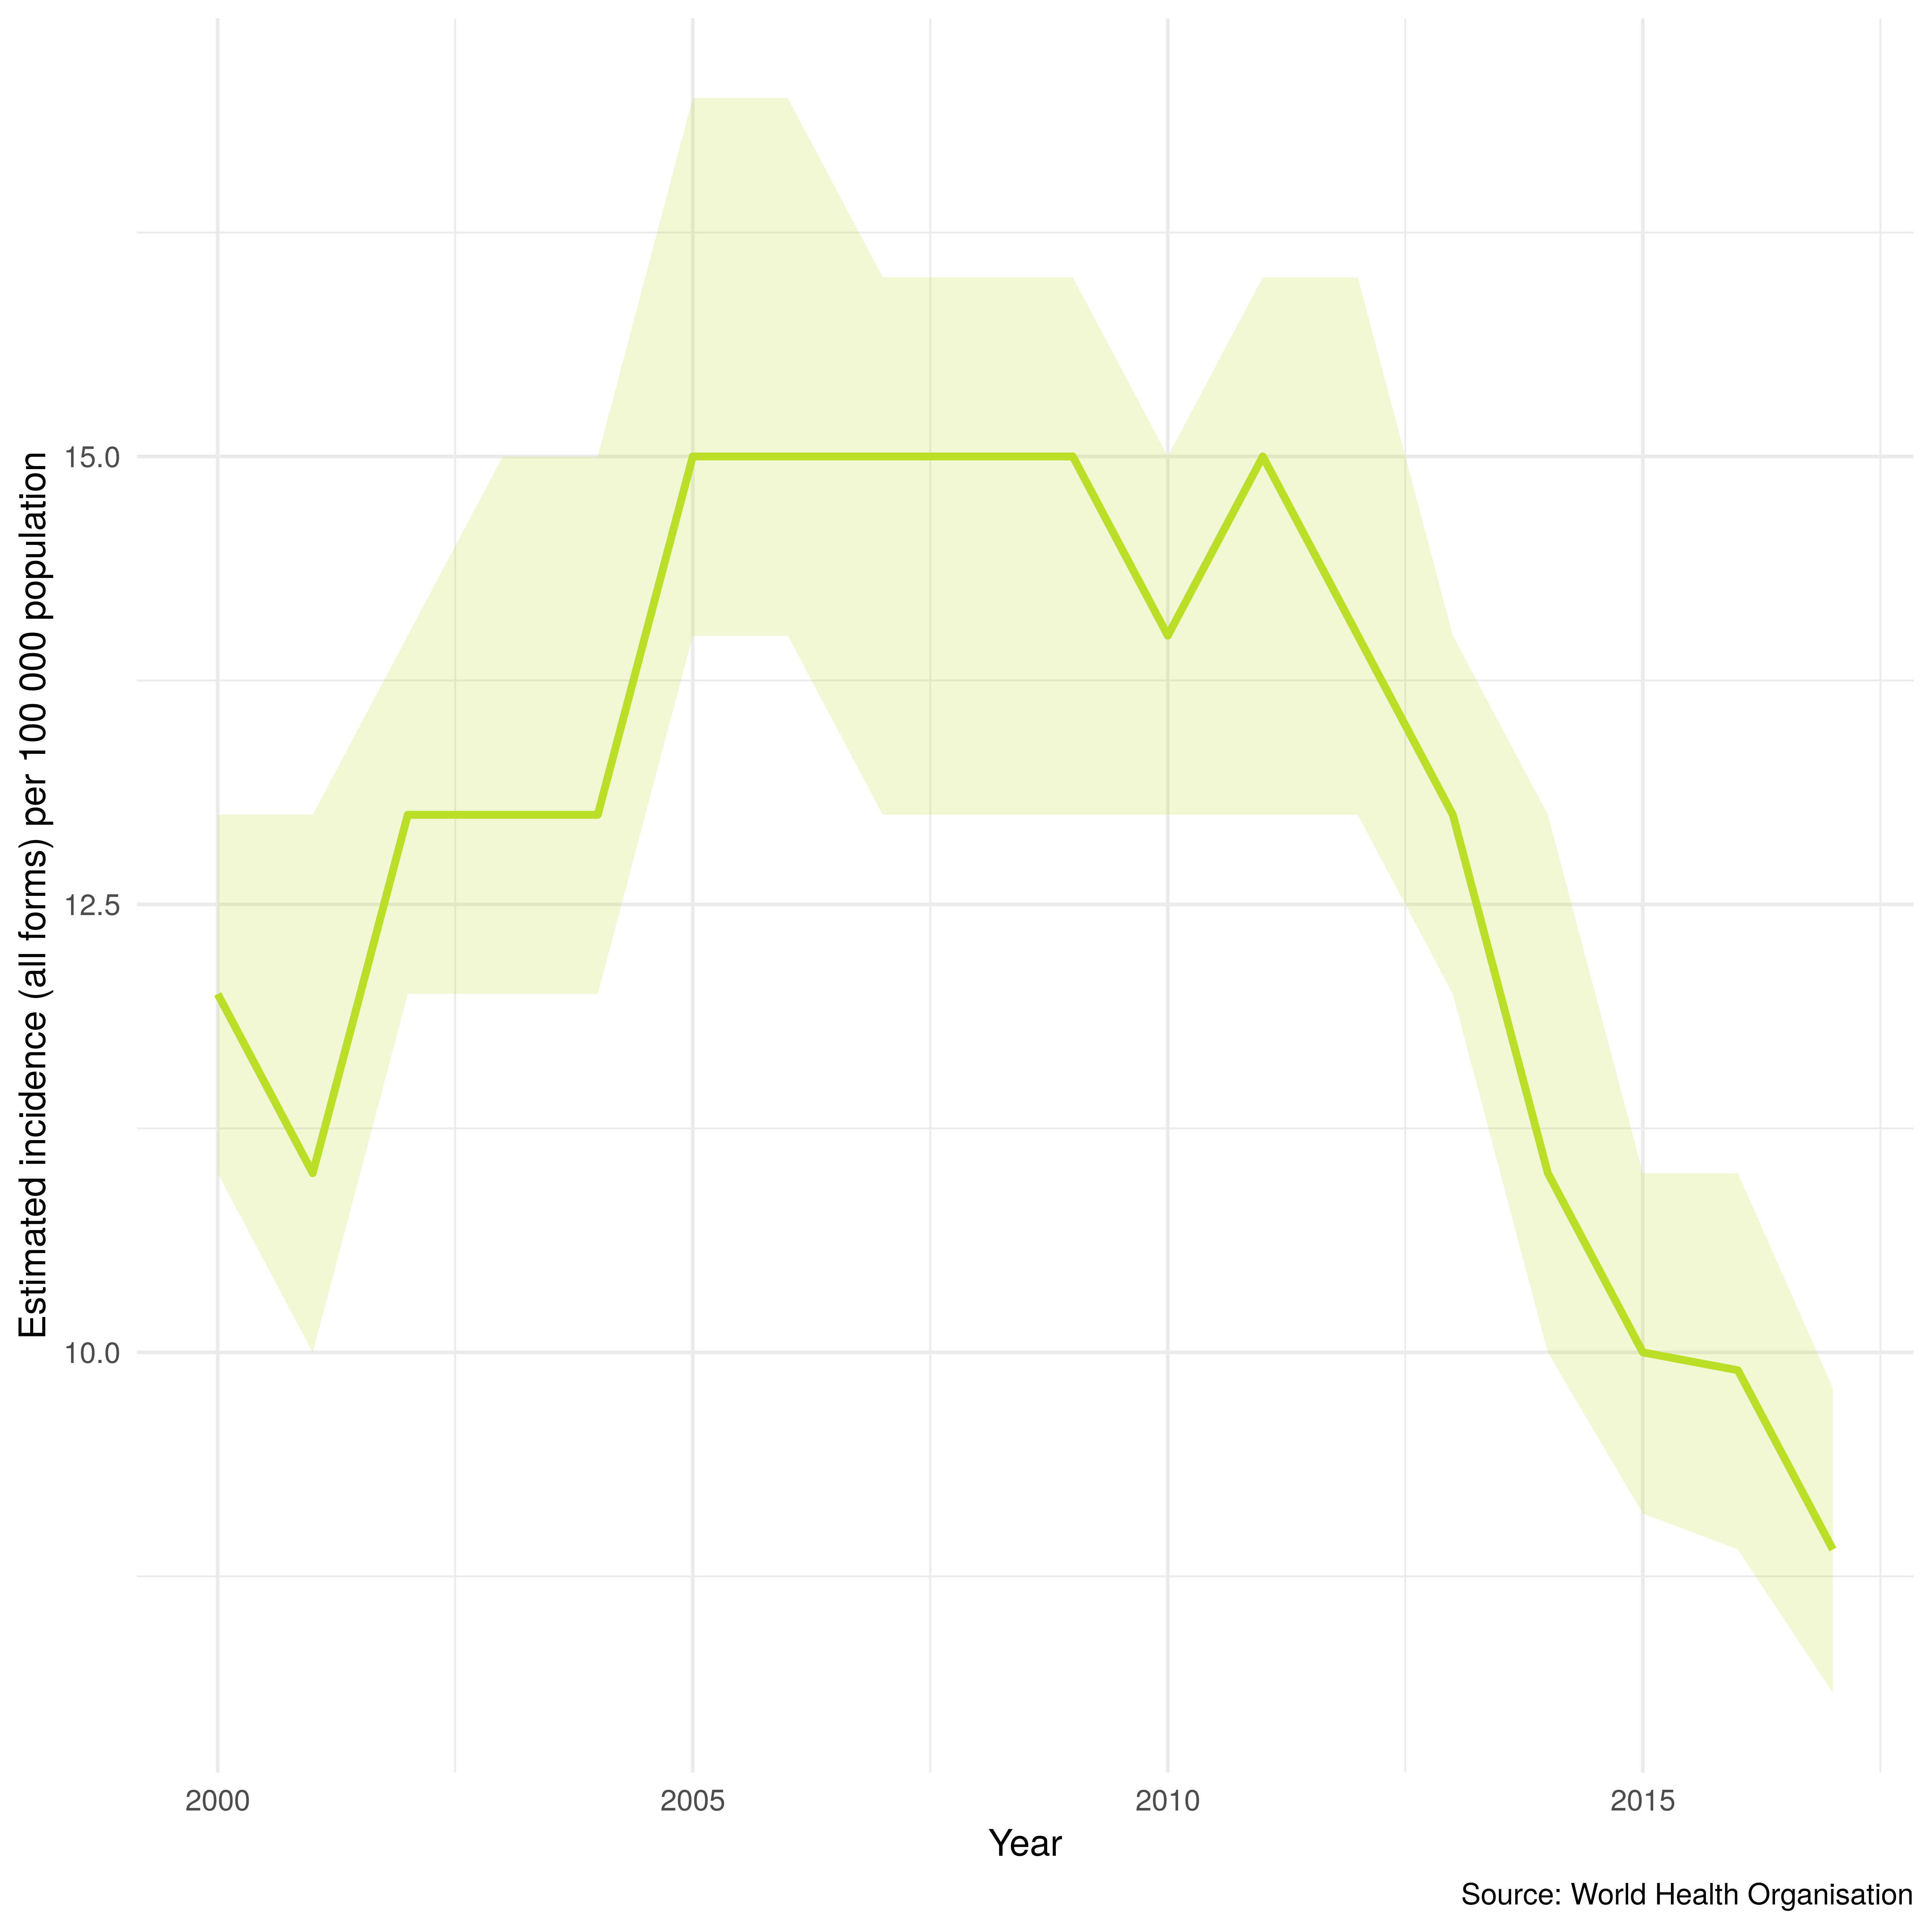 Estimated incidence (all forms) per 100 000 population
15.0
12.5
10.0
2000 2005 2010 2015
Year
Source: World Health Organisation